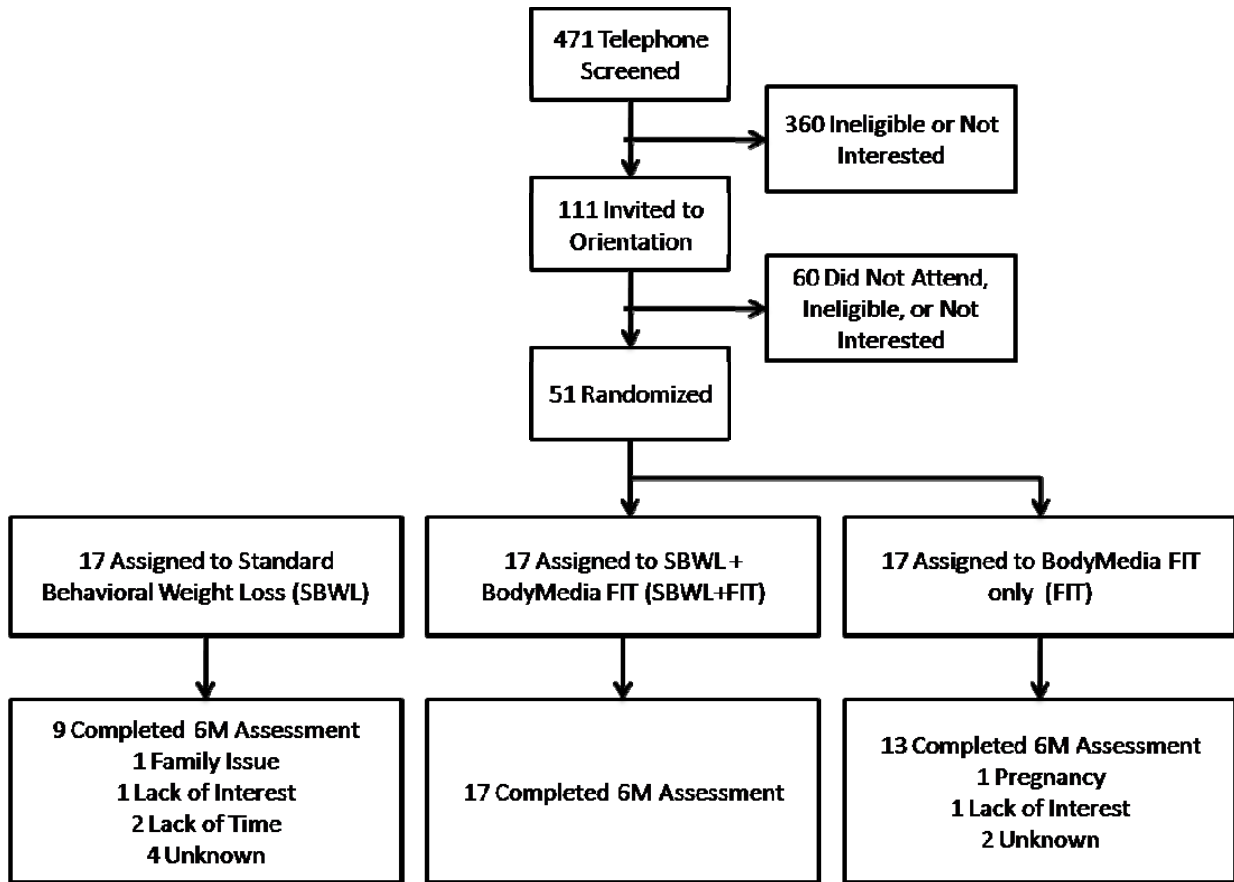 471 Telephone
Screened
360 Ineligible or Not
Interested
111 Invited to
Orientation
60 Did Not Attend,
Ineligible, or Not
Interested
51 Randomized
17 Assigned to Standard
Behavioral Weight Loss (SBWL)
17 Assigned to SBWL +
BodyMedia FIT (SBWL+FIT)
17 Assigned to BodyMedia FIT
only (FIT)
9 Completed 6M Assessment
1 Family Issue
1 Lack of Interest
2 Lack of Time
4 Unknown
17 Completed 6M Assessment
13 Completed 6M Assessment
1 Pregnancy
1 Lack of Interest
2 Unknown